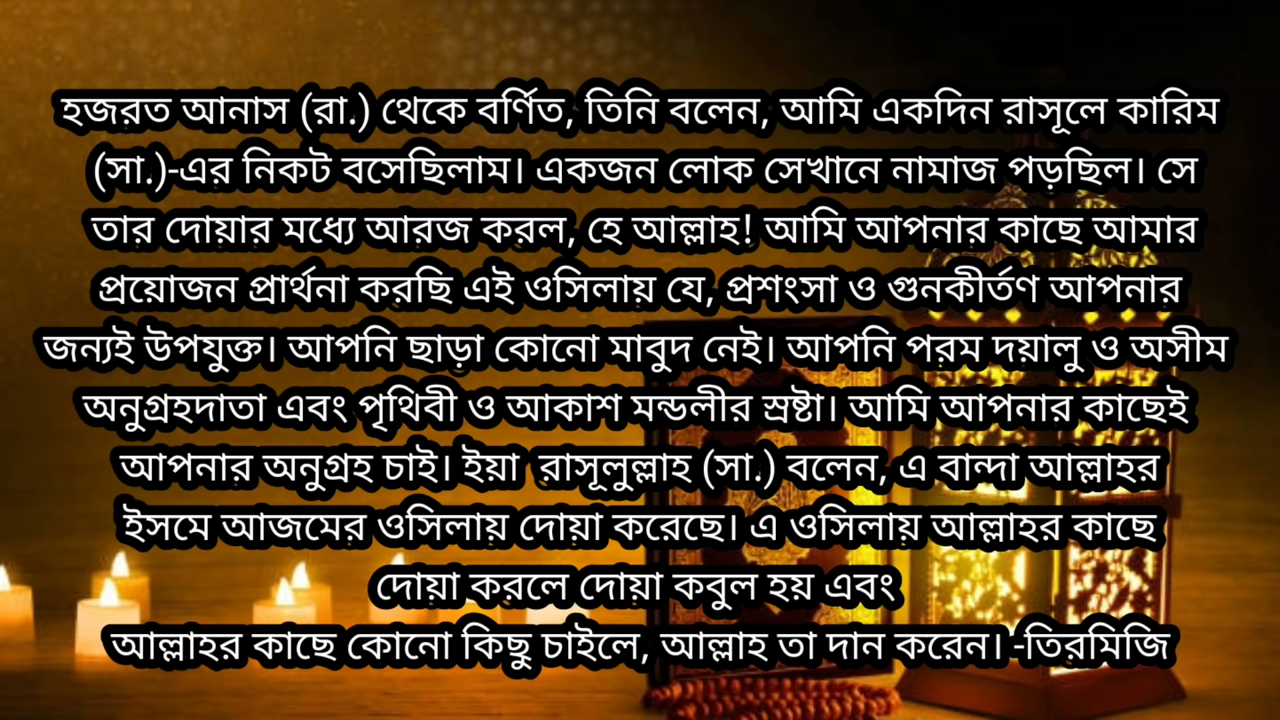 হজরত আনাস (রা.) থেকে বর্ণিত, তিনি বলেন, আমি একদিন রাসূলে কারিম
(সা.)-এর নিকট বসেছিলাম। একজন লোক সেখানে নামাজ পড়ছিল। সে
তার দোয়ার মধ্যে আরজ করল, হে আল্লাহ! আমি আপনার কাছে আমার
প্রয়োজন প্রার্থনা করছি এই ওসিলায় যে, প্রশংসা ও গুনকীর্তণ আপনার
জন্যই উপযুক্ত। আপনি ছাড়া কোনো মাবুদ নেই। আপনি পরম দয়ালু ও অসীম
অনুগ্রহদাতা এবং পৃথিবী ও আকাশ মন্ডলীর স্রষ্টা। আমি আপনার কাছেই
আপনার অনুগ্রহ চাই। ইয়া রাসূলুল্লাহ (সা.) বলেন, এ বান্দা আল্লাহর
ইসমে আজমের ওসিলায় দোয়া করেছে। এ ওসিলায় আল্লাহর কাছে
দোয়া করলে দোয়া কবুল হয় এবং
আল্লাহর কাছে কোনো কিছু চাইলে, আল্লাহ তা দান করেন। -তিরমিজি